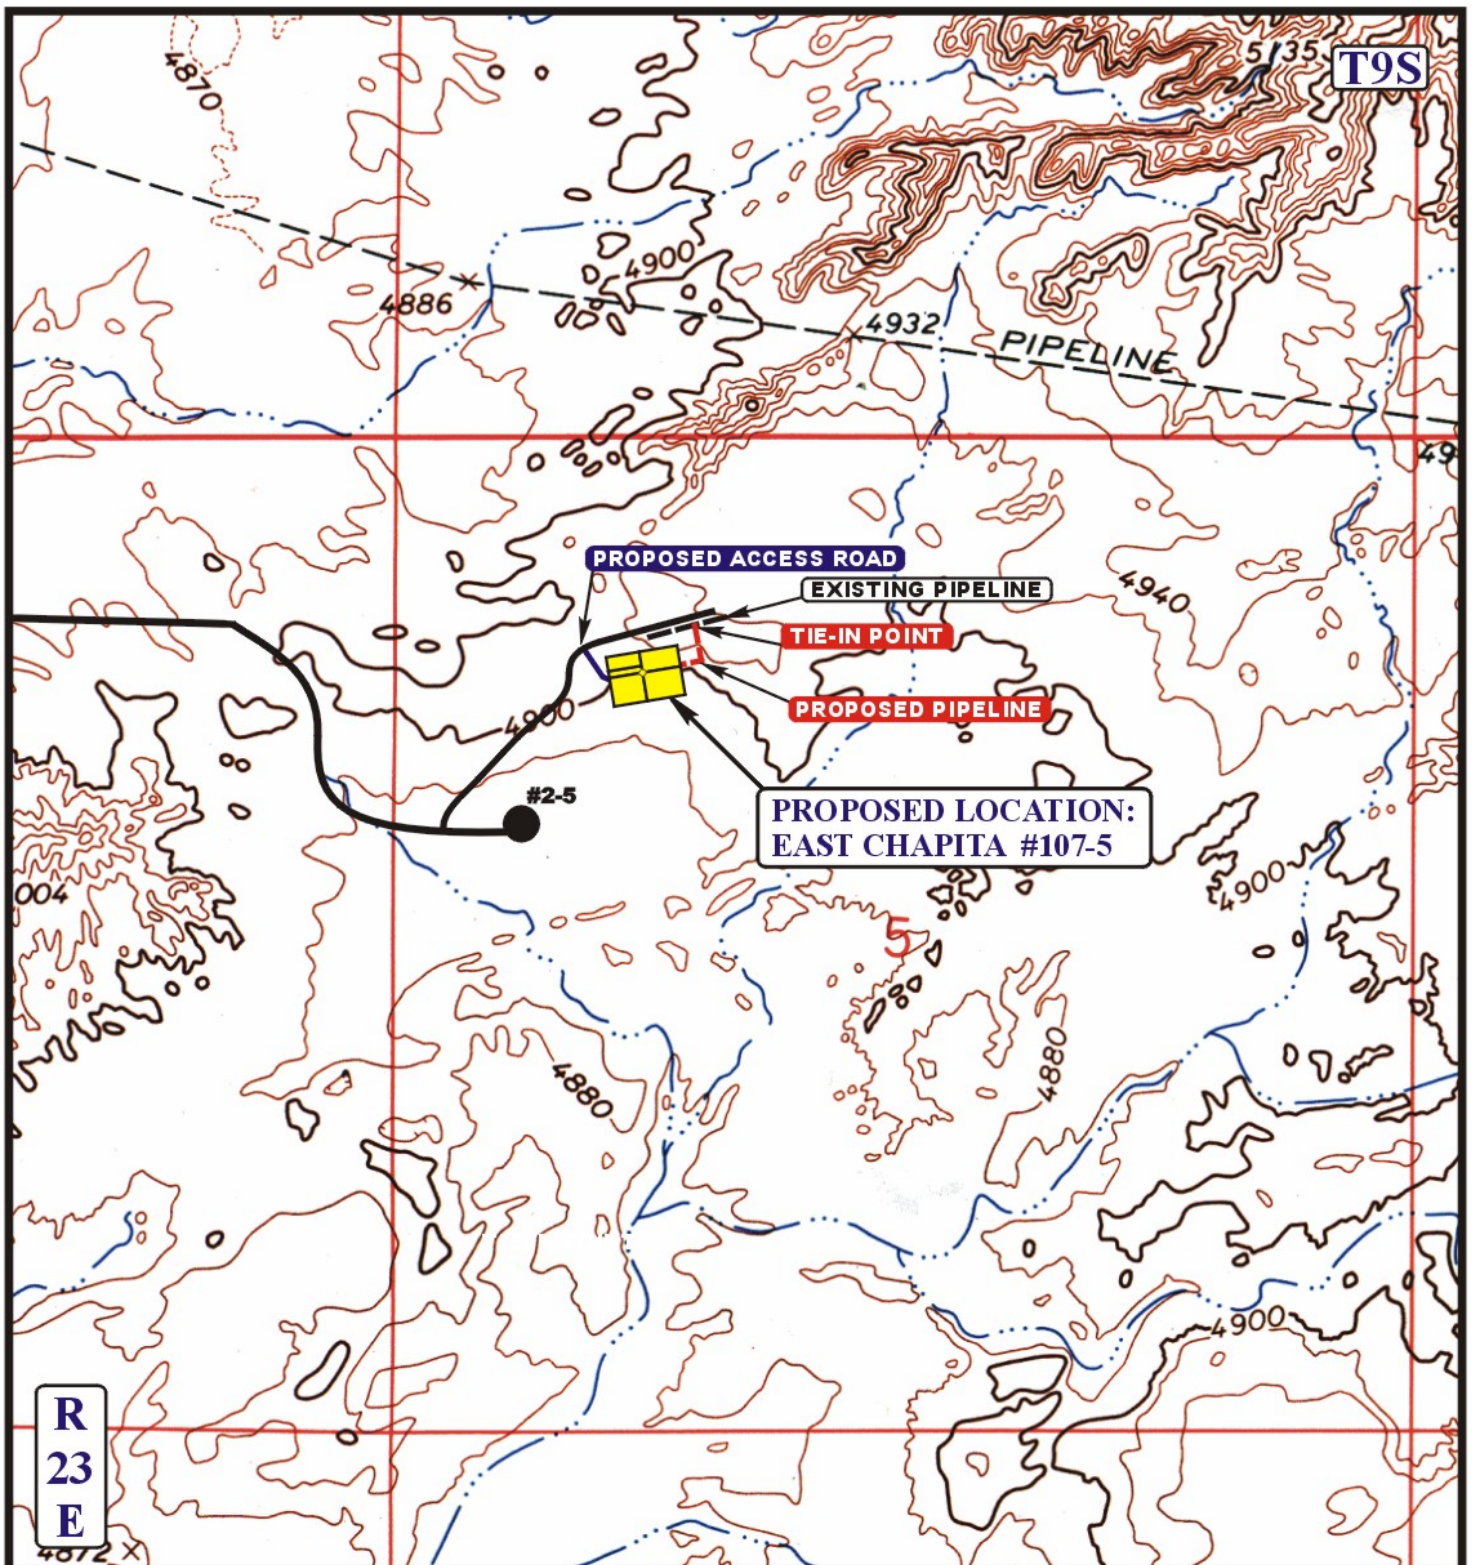 5135
T9S
4870
4900
4886
4932
PIPELINE
49
PROPOSED ACCESS ROAD
EXISTING PIPELINE
4940
TIE-IN POINT
PROPOSED PIPELINE
4900
#2-5
PROPOSED LOCATION:
EAST CHAPITA #107-5
004
4900
5
4880
4880
4900
R
23
E
4872